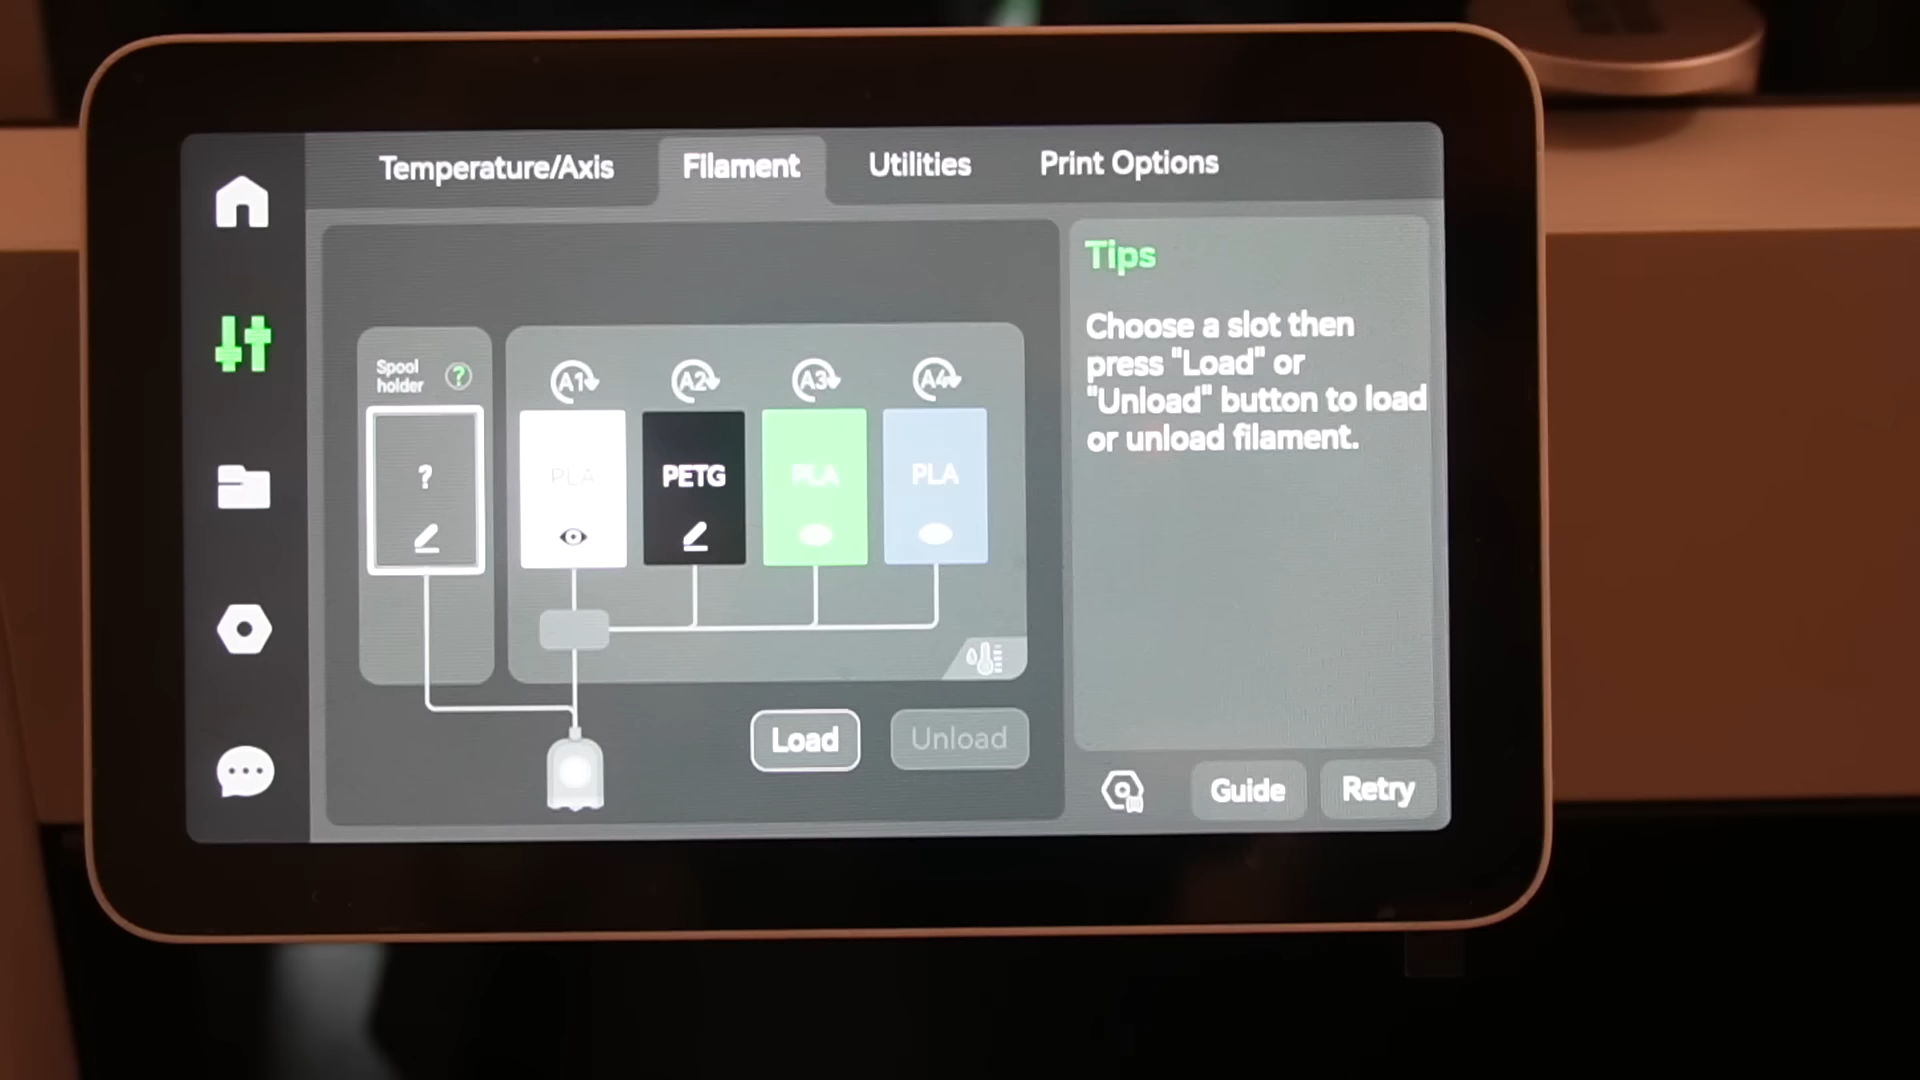 Temperature/Axis
Filament
Utilities
Print Options
Spool
holder
?
A1
A2
A3
A4
?
PLA
PETG
PLA
PLA
Load
Unload
Tips
Choose a slot then
press "Load" or
"Unload" button to load
or unload filament.
Guide
Retry